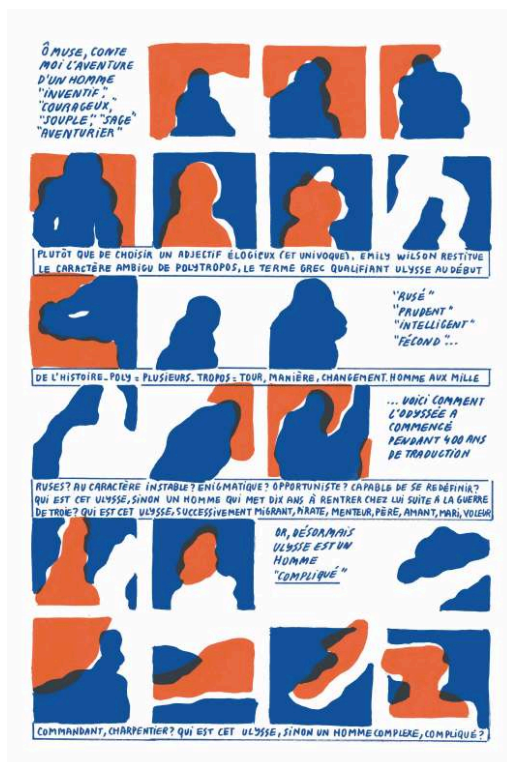 Ô MUSE, CONTE
MOI L'AVENTURE
D'UN HOMME
"INVENTIF,"
"COURAGEUX,"
"SOUPLE," "SAGE"
"AVENTURIER"
PLUTÔT QUE DE CHOISIR UN ADJECTIF ÉLOGIEUX (ET UNIVOQUE), EMILY WILSON RESTITUE
LE CARACTÈRE AMBIGU DE POLYTROPOS, LE TERME GREC QUALIFIANT ULYSSE AU DÉBUT
"RUSÉ"
"PRUDENT"
"INTELLIGENT"
"FÉCOND"...
DE L'HISTOIRE. POLY = PLUSIEURS. TROPOS = TOUR, MANIÈRE, CHANGEMENT. HOMME AUX MILLE
... VOICI COMMENT
L'ODYSSÉE A
COMMENCÉ
PENDANT 400 ANS
DE TRADUCTION
RUSES? AU CARACTÈRE INSTABLE? ENIGMATIQUE? OPPORTUNISTE? CAPABLE DE SE REDÉFINIR?
QUI EST CET ULYSSE, SINON UN HOMME QUI MET DIX ANS À RENTRER CHEZ LUI SUITE À LA GUERRE
DE TROIE? QUI EST CET ULYSSE, SUCCESSIVEMENT MIGRANT, PIRATE, MENTEUR, PÈRE, AMANT, MARI, VOLEUR
OR, DÉSORMAIS
ULYSSE EST UN
HOMME
"COMPLIQUÉ"
COMMANDANT, CHARPENTIER? QUI EST CET ULYSSE, SINON UN HOMME COMPLEXE, COMPLIQUÉ?